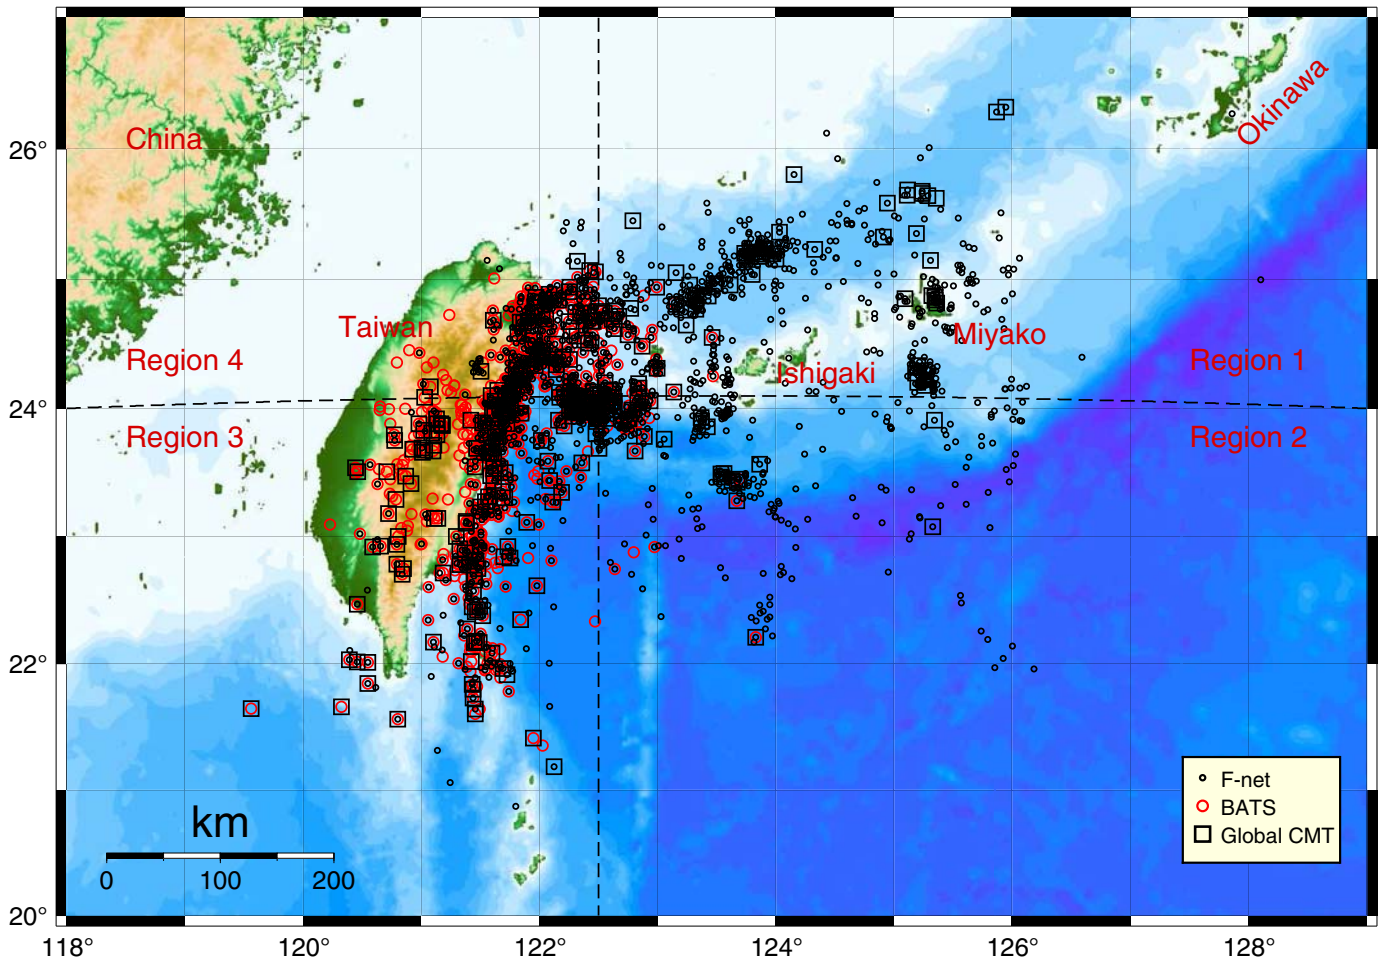 China
Okinawa
26°
Taiwan
Miyako
Region 4
Region 1
Ishigaki
24°
Region 3
Region 2
22°
F-net
BATS
Global CMT
km
0 100 200
20°
118° 120° 122° 124° 126° 128°